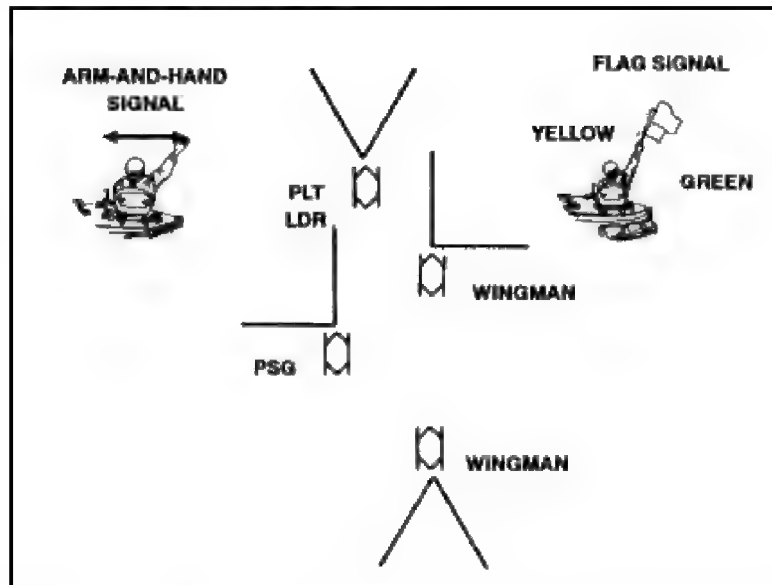 ARM-AND-HAND
SIGNAL
FLAG SIGNAL
YELLOW
GREEN
PLT
LDR
WINGMAN
PSG
WINGMAN